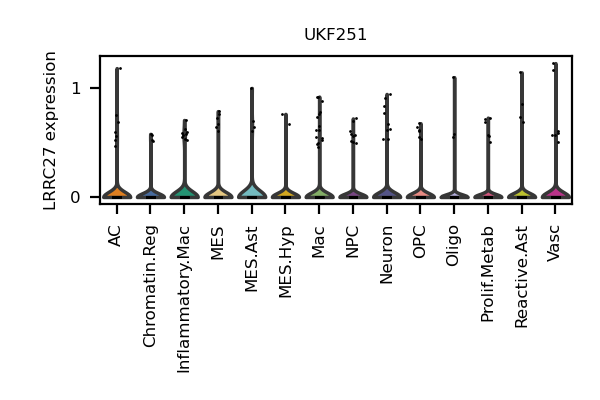 UKF251
LRRC27 expression
1
0
AC
Chromatin.Reg
Inflammatory.Mac
MES
MES.Ast
MES.Hyp
Mac
NPC
Neuron
OPC
Oligo
Prolif.Metab
Reactive.Ast
Vasc